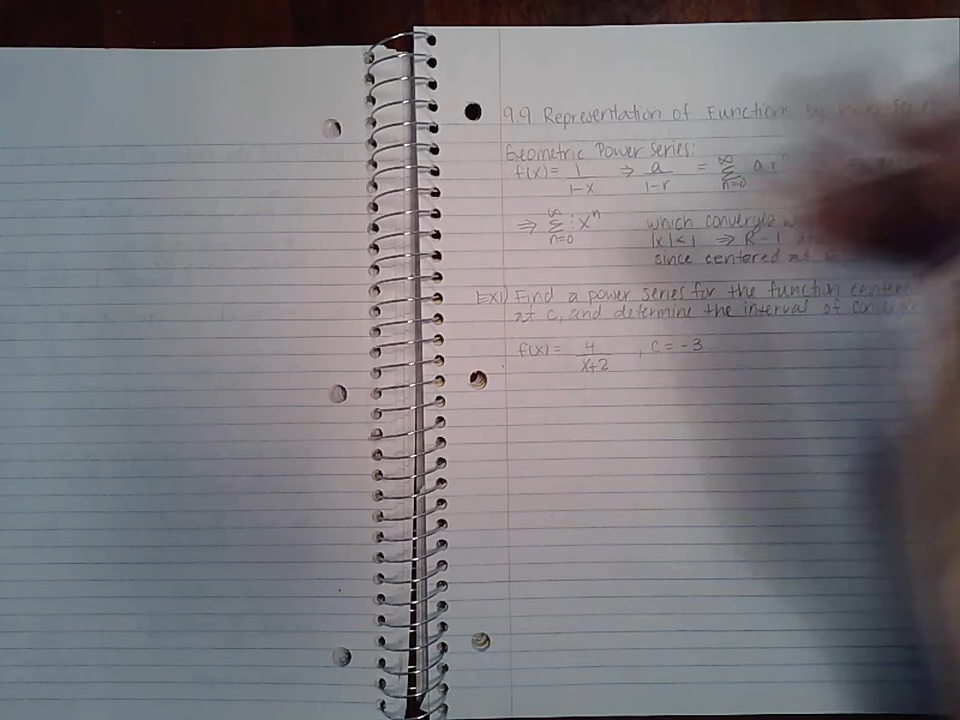 9.9 Representation of Functions by
Geometric Power Series:
f(x) = 1/(1-x) ⇒ a/(1-r) = ∞ Σ n=0 a r^n
⇒ ∞ Σ n=0 x^n which converges
|x| < 1 ⇒ R = 1
since centered at
EX1) Find a power series for the function
at c, and determine the interval of
f(x) = 4/(x+2), c = -3